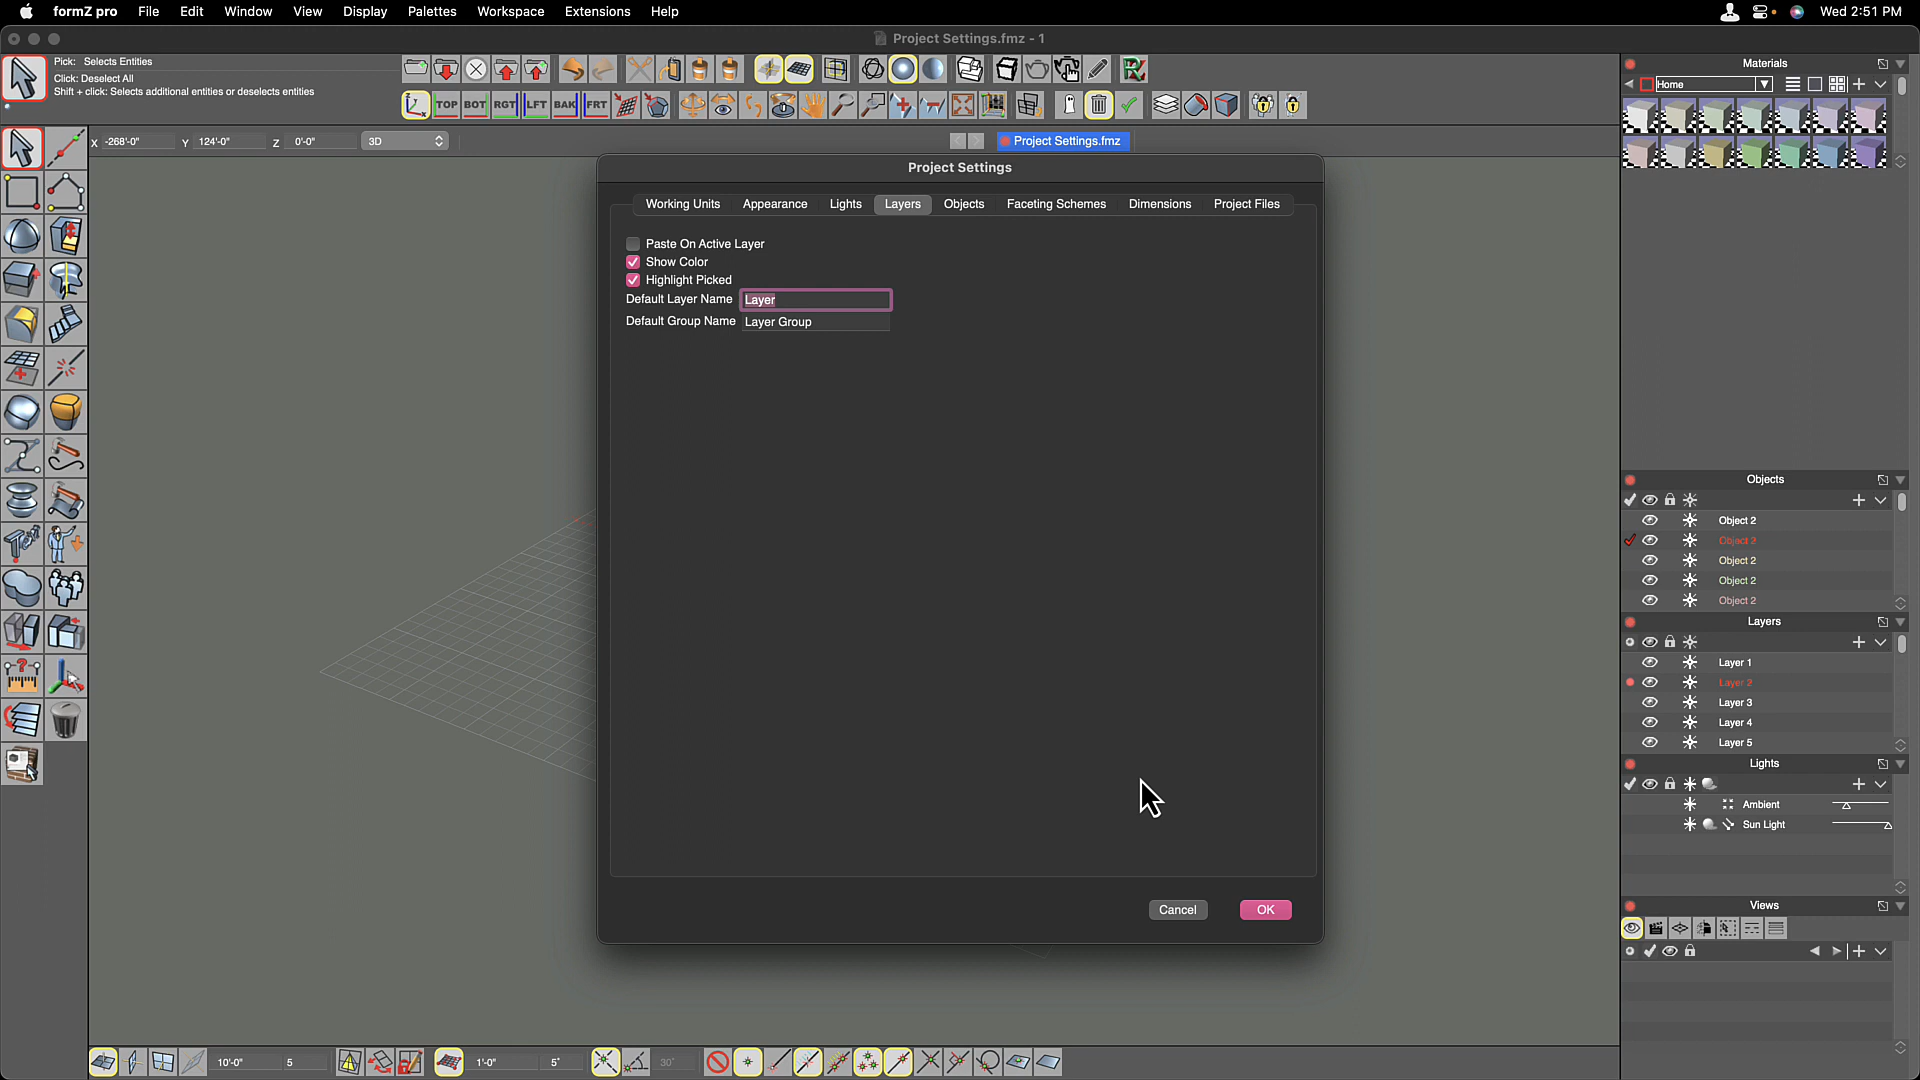 formZ pro File Edit Window View Display Palettes Workspace Extensions Help Wed 2:51 PM
Project Settings.fmz - 1
Pick: Selects Entities
Click: Deselect All
Shift + click: Selects additional entities or deselects entities
TOP BOT RGT LFT BAK FRT
X -268'-0" Y 124'-0" Z 0'-0" 3D
Project Settings.fmz
Project Settings
Working Units Appearance Lights Layers Objects Faceting Schemes Dimensions Project Files
Paste On Active Layer
Show Color
Highlight Picked
Default Layer Name Layer
Default Group Name Layer Group
Cancel OK
Materials
Home
Objects
Object 2
Object 2
Object 2
Object 2
Object 2
Layers
Layer 1
Layer 2
Layer 3
Layer 4
Layer 5
Lights
Ambient
Sun Light
Views
10'-0" 5 1'-0" 5° 30°